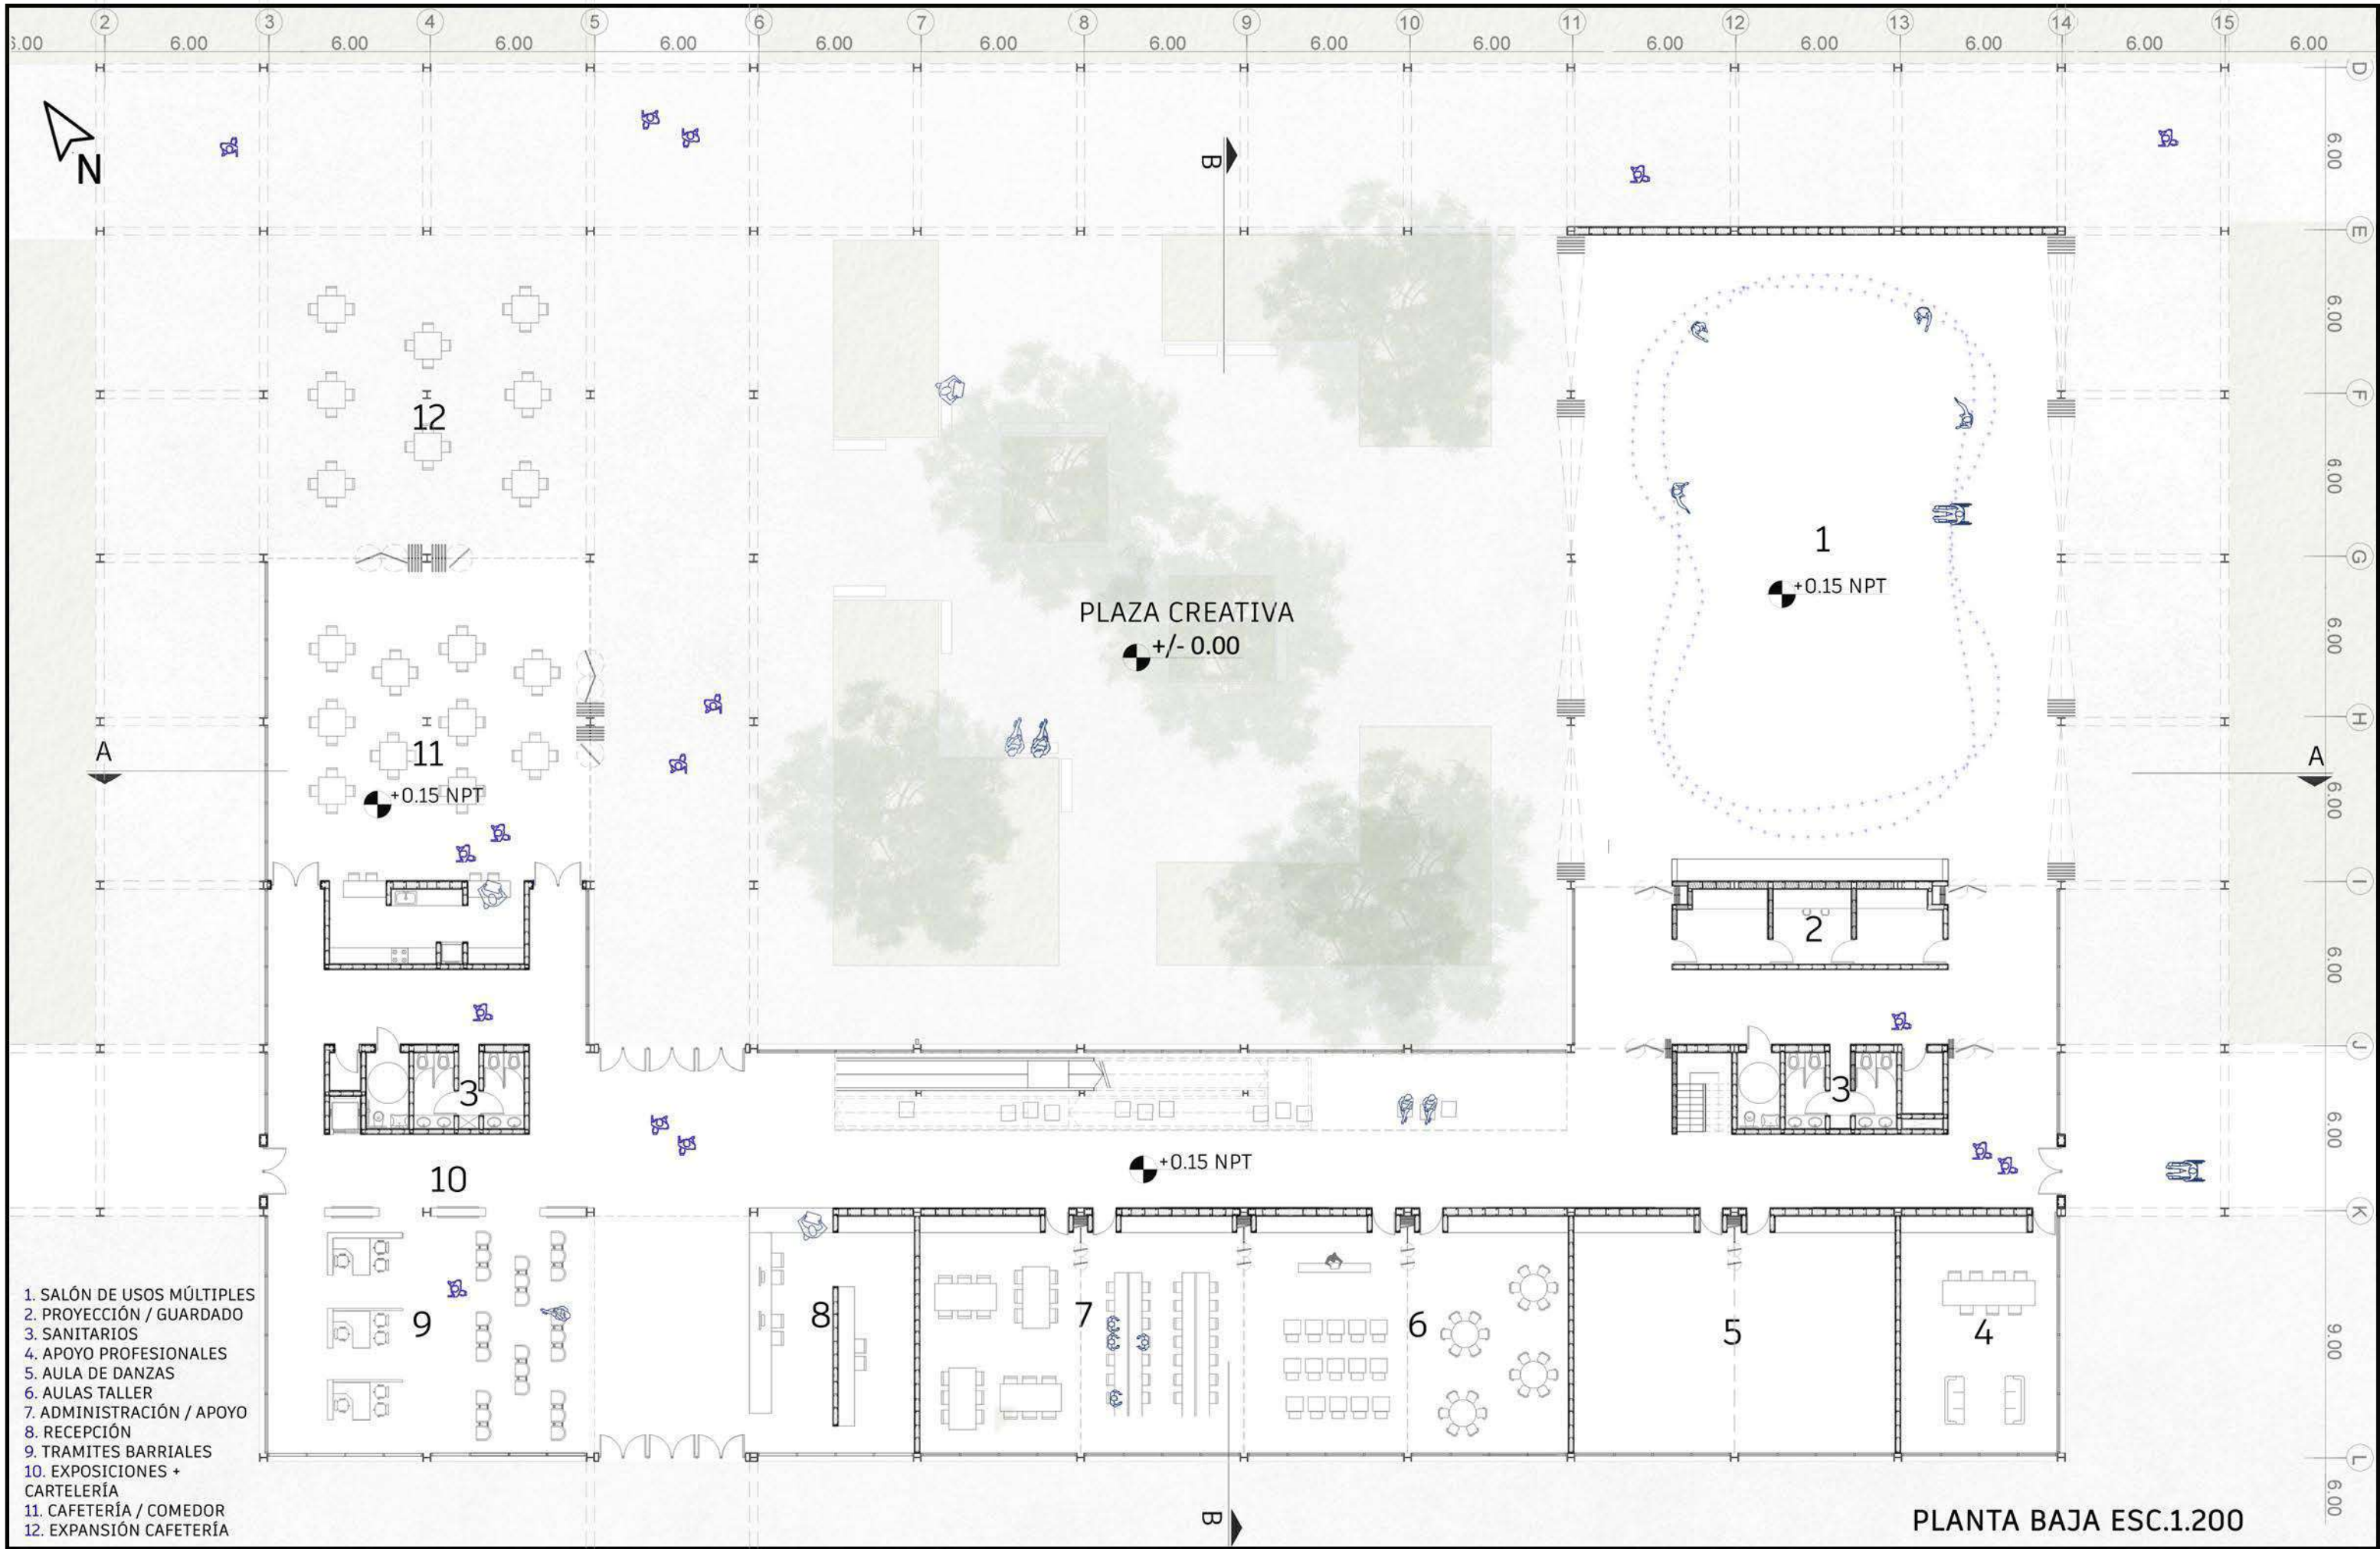 2 3 4 5 6 7 8 9 10 11 12 13 14 15
6.00 6.00 6.00 6.00 6.00 6.00 6.00 6.00 6.00 6.00 6.00 6.00 6.00 6.00
D
N
B
6.00
E
6.00
F
12
6.00
1
G
+0.15 NPT
PLAZA CREATIVA
+/- 0.00
6.00
H
A
11
A
+0.15 NPT
6.00
I
2
6.00
J
3
3
6.00
+0.15 NPT
10
K
1. SALÓN DE USOS MÚLTIPLES
2. PROYECCIÓN / GUARDADO
3. SANITARIOS
4. APOYO PROFESIONALES
5. AULA DE DANZAS
6. AULAS TALLER
7. ADMINISTRACIÓN / APOYO
8. RECEPCIÓN
9. TRAMITES BARRIALES
10. EXPOSICIONES +
CARTELERÍA
11. CAFETERÍA / COMEDOR
12. EXPANSIÓN CAFETERÍA
9 8 7 6 5 4
9.00
L
6.00
B
PLANTA BAJA ESC.1.200